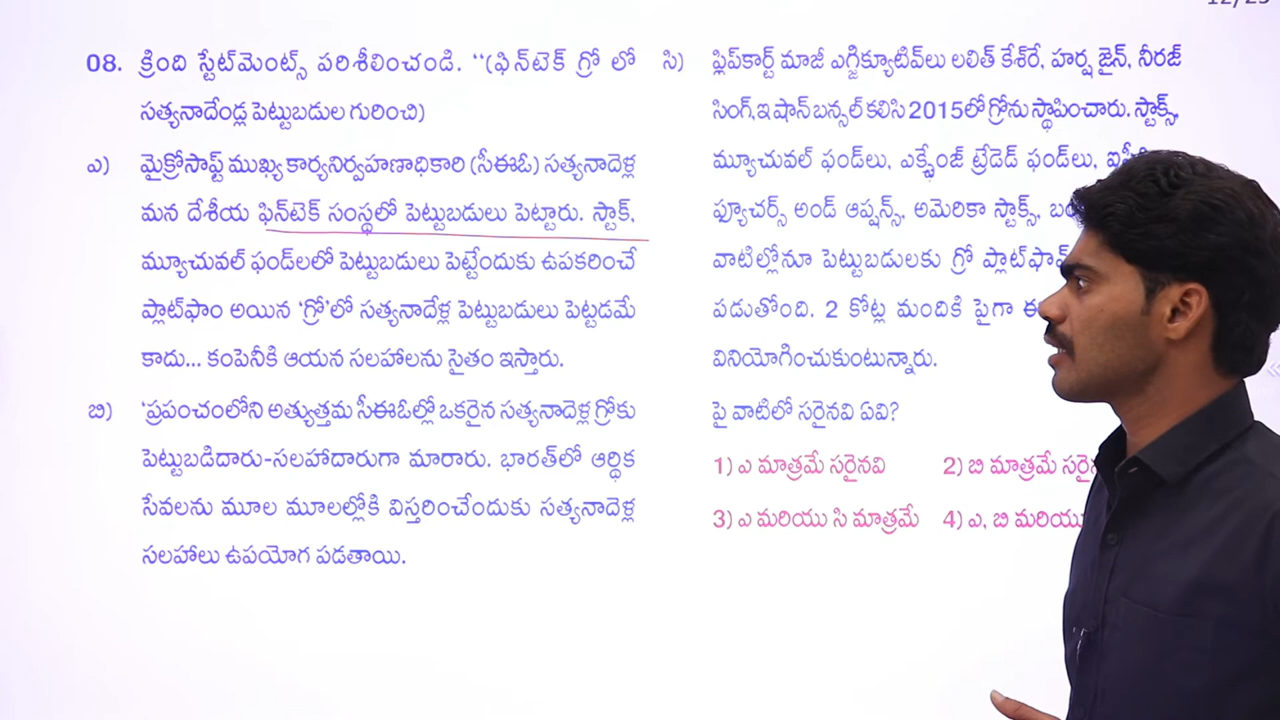 08. క్రింది స్టేట్‌మెంట్స్ పరిశీలించండి. "(ఫిన్‌టెక్ గ్రో లో
సత్యనాదేండ్ల పెట్టుబడుల గురించి)
ఎ) మైక్రోసాఫ్ట్ ముఖ్య కార్యనిర్వహణాధికారి (సీఈఓ) సత్యనాదెళ్ల
మన దేశీయ ఫిన్‌టెక్ సంస్థలో పెట్టుబడులు పెట్టారు. స్టాక్,
మ్యూచువల్ ఫండ్‌లలో పెట్టుబడులు పెట్టేందుకు ఉపకరించే
ప్లాట్‌ఫాం అయిన 'గ్రో'లో సత్యనాదేళ్ల పెట్టుబడులు పెట్టడమే
కాదు... కంపెనీకి ఆయన సలహాలను సైతం ఇస్తారు.
బి) 'ప్రపంచంలోని అత్యుత్తమ సీఈఓల్లో ఒకరైన సత్యనాదెళ్ల గ్రోకు
పెట్టుబడిదారు-సలహాదారుగా మారారు. భారత్‌లో ఆర్థిక
సేవలను మూల మూలల్లోకి విస్తరించేందుకు సత్యనాదెళ్ల
సలహాలు ఉపయోగ పడతాయి.
సి) ఫ్లిప్‌కార్ట్ మాజీ ఎగ్జిక్యూటివ్‌లు లలిత్ కేశ్‌రే, హర్ష జైన్, నీరజ్
సింగ్,ఇషాన్ బన్సల్ కలిసి 2015లో గ్రోను స్థాపించారు. స్టాక్స్,
మ్యూచువల్ ఫండ్‌లు, ఎక్స్ఛేంజ్ ట్రేడెడ్ ఫండ్‌లు,
ఫ్యూచర్స్ అండ్ ఆప్షన్స్, అమెరికా స్టాక్స్,
వాటిల్లోనూ పెట్టుబడులకు గ్రో
పడుతోంది. 2 కోట్ల మందికి పైగా
వినియోగించుకుంటున్నారు.
పై వాటిలో సరైనవి ఏవి?
1) ఎ మాత్రమే సరైనవి 2) బి మాత్రమే
3) ఎ మరియు సి మాత్రమే 4) ఎ, బి మరియు